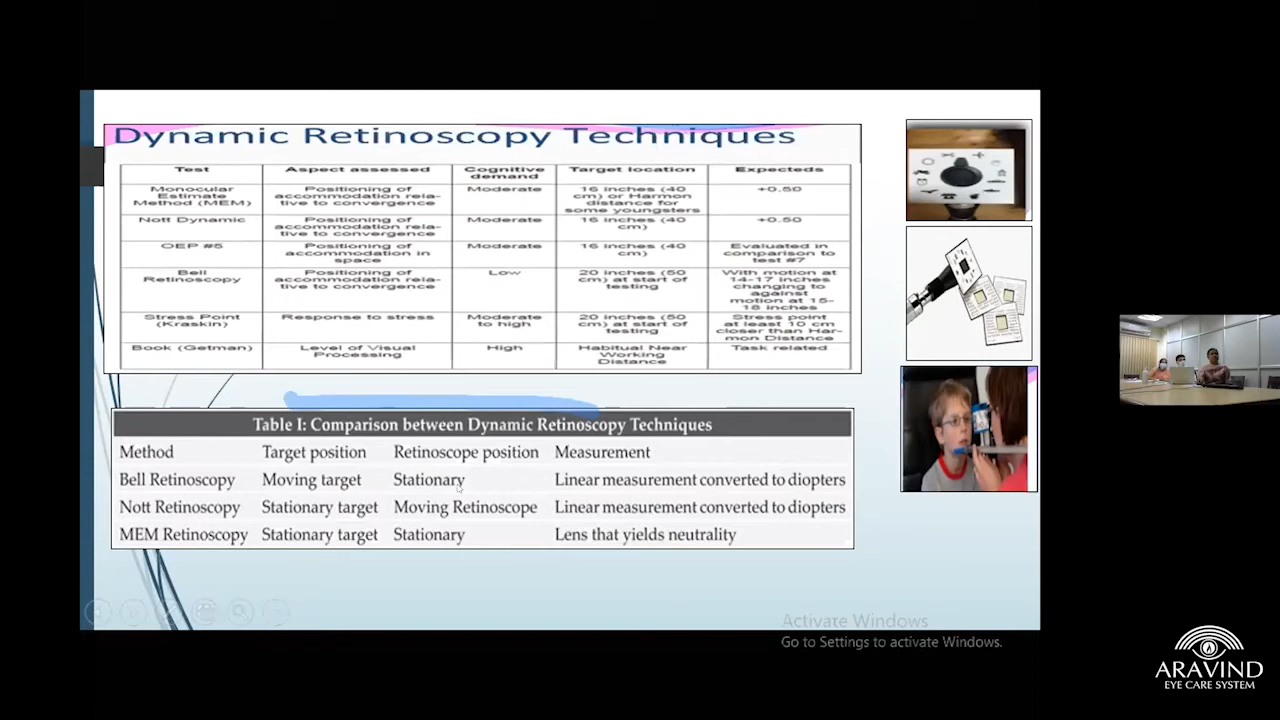 Dynamic Retinoscopy Techniques
Test Aspect assessed Cognitive demand Target location Expecteds
Monocular Estimate Method (MEM) Positioning of accommodation rela-tive to convergence Moderate 16 inches (40 cm) or Harmon distance for some youngsters +0.50
Nott Dynamic Positioning of accommodation rela-tive to convergence Moderate 16 inches (40 cm) +0.50
OEP #5 Positioning of accommodation in space Moderate 16 inches (40 cm) Evaluated in comparison to test #7
Bell Retinoscopy Positioning of accommodation rela-tive to convergence Low 20 inches (50 cm) at start of testing With motion at 14-17 inches changing to against motion at 15-18 inches
Stress Point (Kraskin) Response to stress Moderate to high 20 inches (50 cm) at start of testing Stress point at least 10 cm closer than Har-mon Distance
Book (Getman) Level of Visual Processing High Habitual Near Working Distance Task related
Table I: Comparison between Dynamic Retinoscopy Techniques
Method Target position Retinoscope position Measurement
Bell Retinoscopy Moving target Stationary Linear measurement converted to diopters
Nott Retinoscopy Stationary target Moving Retinoscope Linear measurement converted to diopters
MEM Retinoscopy Stationary target Stationary Lens that yields neutrality
Activate Windows
Go to Settings to activate Windows.
ARAVIND
EYE CARE SYSTEM